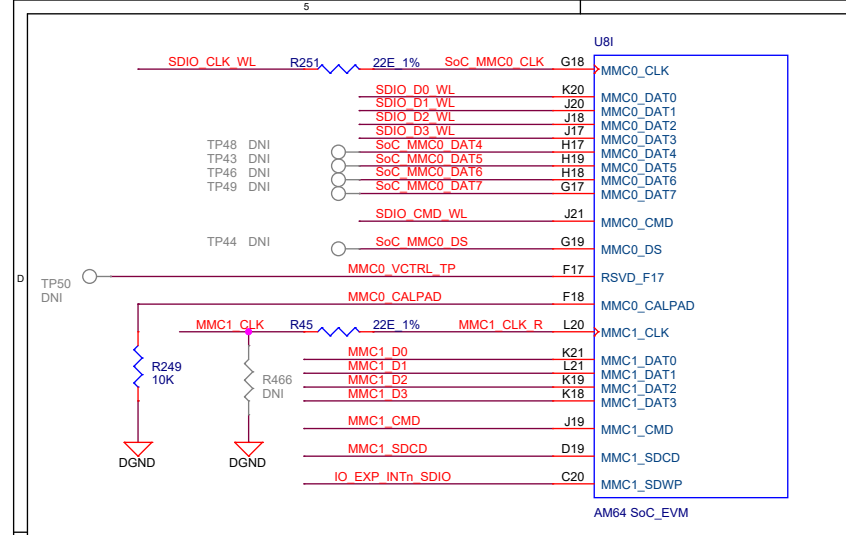 5
U8I
SDIO_CLK_WL R251 22E_1% SoC_MMC0_CLK G18 MMC0_CLK
SDIO_D0_WL K20 MMC0_DAT0
SDIO_D1_WL J20 MMC0_DAT1
SDIO_D2_WL J18 MMC0_DAT2
SDIO_D3_WL J17 MMC0_DAT3
TP48 DNI SoC_MMC0_DAT4 H17 MMC0_DAT4
TP43 DNI SoC_MMC0_DAT5 H19 MMC0_DAT5
TP46 DNI SoC_MMC0_DAT6 H18 MMC0_DAT6
TP49 DNI SoC_MMC0_DAT7 G17 MMC0_DAT7
SDIO_CMD_WL J21 MMC0_CMD
TP44 DNI SoC_MMC0_DS G19 MMC0_DS
D TP50 MMC0_VCTRL_TP F17 RSVD_F17
DNI
MMC0_CALPAD F18 MMC0_CALPAD
MMC1_CLK R45 22E_1% MMC1_CLK_R L20 MMC1_CLK
MMC1_D0 K21 MMC1_DAT0
R249 MMC1_D1 L21 MMC1_DAT1
10K R466 MMC1_D2 K19 MMC1_DAT2
DNI MMC1_D3 K18 MMC1_DAT3
MMC1_CMD J19 MMC1_CMD
MMC1_SDCD D19 MMC1_SDCD
DGND DGND
IO_EXP_INTn_SDIO C20 MMC1_SDWP
AM64 SoC_EVM